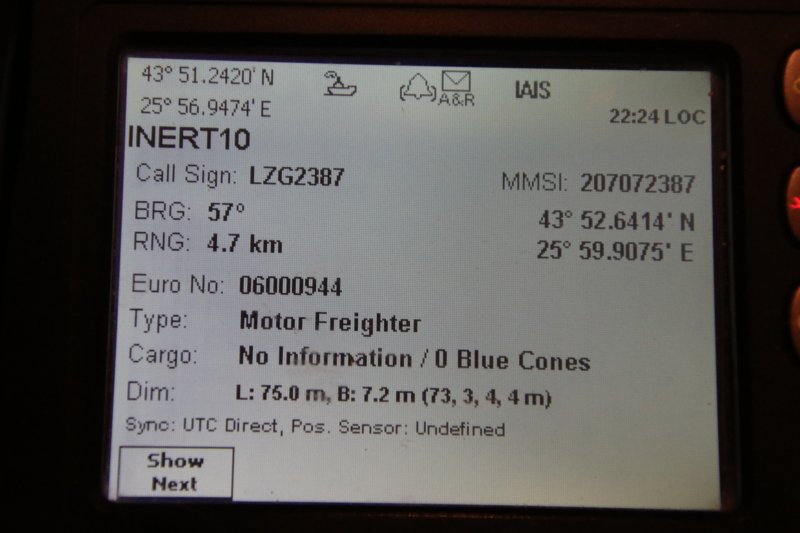 43° 51.2420' N
25° 56.9474' E
A&R
IAIS
22:24 LOC
INERT10
Call Sign: LZG2387
MMSI: 207072387
BRG: 57°
43° 52.6414' N
RNG: 4.7 km
25° 59.9075' E
Euro No: 06000944
Type: Motor Freighter
Cargo: No Information / 0 Blue Cones
Dim: L: 75.0 m, B: 7.2 m (73, 3, 4, 4 m)
Sync: UTC Direct, Pos. Sensor: Undefined
Show
Next